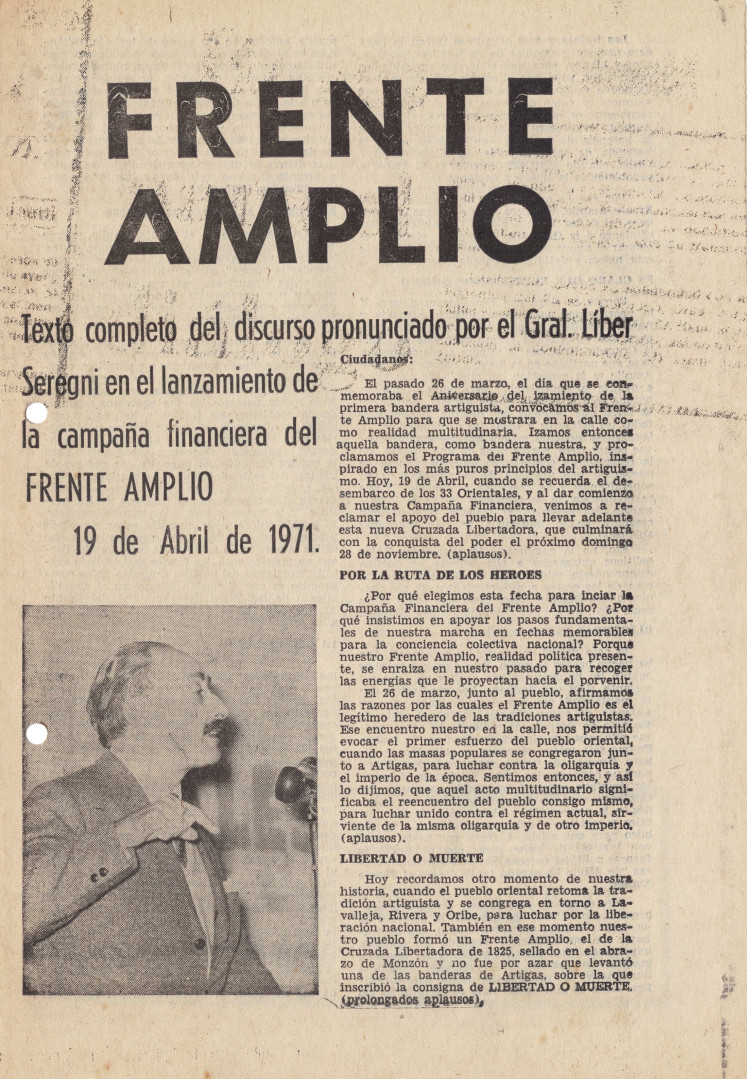 FRENTE
AMPLIO
Texto completo del discurso pronunciado por el Gral. Líber
Seregni en el lanzamiento de
la campaña financiera del
FRENTE AMPLIO
19 de Abril de 1971.
Ciudadanos:
El pasado 26 de marzo, el día que se con-
memoraba el Aniversario del izamiento de la
primera bandera artiguista, convocamos al Fren-
te Amplio para que se mostrara en la calle co-
mo realidad multitudinaria. Izamos entonces
aquella bandera, como bandera nuestra, y pro-
clamamos el Programa del Frente Amplio, ins-
pirado en los más puros principios del artiguis-
mo. Hoy, 19 de Abril, cuando se recuerda el de-
sembarco de los 33 Orientales, y al dar comienzo
a nuestra Campaña Financiera, venimos a re-
clamar el apoyo del pueblo para llevar adelante
esta nueva Cruzada Libertadora, que culminará
con la conquista del poder el próximo domingo
28 de noviembre. (aplausos).
POR LA RUTA DE LOS HEROES
¿Por qué elegimos esta fecha para inciar la
Campaña Financiera del Frente Amplio? ¿Por
qué insistimos en apoyar los pasos fundamenta-
les de nuestra marcha en fechas memorables
para la conciencia colectiva nacional? Porque
nuestro Frente Amplio, realidad política presen-
te, se enraiza en nuestro pasado para recoger
las energías que le proyectan hacia el porvenir.
El 26 de marzo, junto al pueblo, afirmamos
las razones por las cuales el Frente Amplio es el
legítimo heredero de las tradiciones artiguistas.
Ese encuentro nuestro en la calle, nos permitió
evocar el primer esfuerzo del pueblo oriental,
cuando las masas populares se congregaron jun-
to a Artigas, para luchar contra la oligarquía y
el imperio de la época. Sentimos entonces, y así
lo dijimos, que aquel acto multitudinario signi-
ficaba el reencuentro del pueblo consigo mismo,
para luchar unido contra el régimen actual, sir-
viente de la misma oligarquía y de otro imperio.
(aplausos).
LIBERTAD O MUERTE
Hoy recordamos otro momento de nuestra
historia, cuando el pueblo oriental retoma la tra-
dición artiguista y se congrega en torno a La-
valleja, Rivera y Oribe, para luchar por la libe-
ración nacional. También en ese momento nues-
tro pueblo formó un Frente Amplio, el de la
Cruzada Libertadora de 1825, sellado en el abra-
zo de Monzón y no fue por azar que levantó
una de las banderas de Artigas, sobre la que
inscribió la consigna de LIBERTAD O MUERTE.
(prolongados aplausos).